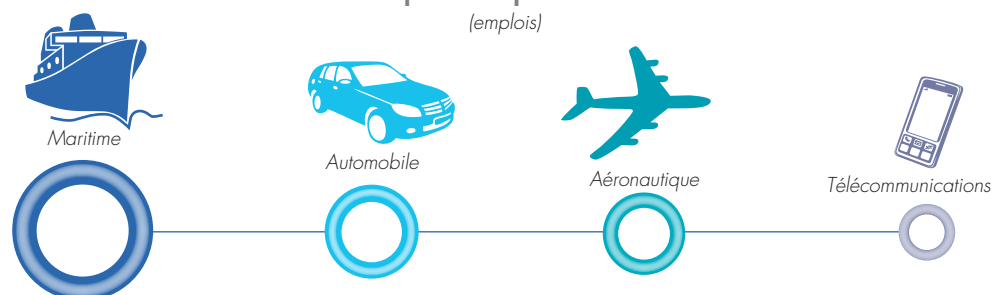 (emplois)
Maritime
Automobile
Aéronautique
Télécommunications